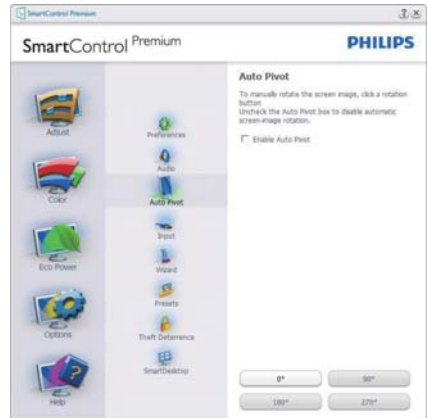 SmartControl Premium
SmartControl Premium
PHILIPS
Adjust
Color
Eco Power
Options
Help
Preferences
Audio
Auto Pivot
Input
Wizard
Presets
Theft Deterrence
SmartDesktop
Auto Pivot
To manually rotate the screen image, click a rotation
button
Uncheck the Auto Pivot box to disable automatic
screen-image rotation.
Enable Auto Pivot
0°
90°
180°
270°